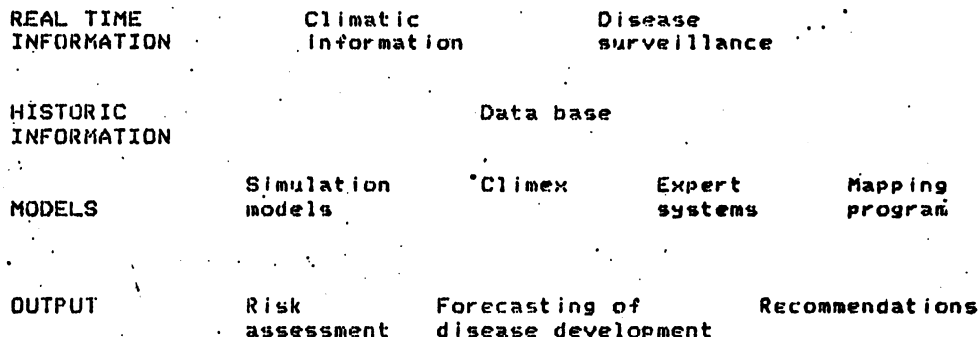 REAL TIME Climatic Disease
INFORMATION information surveillance
HISTORIC Data base
INFORMATION
Simulation Climex Expert Mapping
MODELS models systems program
OUTPUT Risk Forecasting of Recommendations
assessment disease development